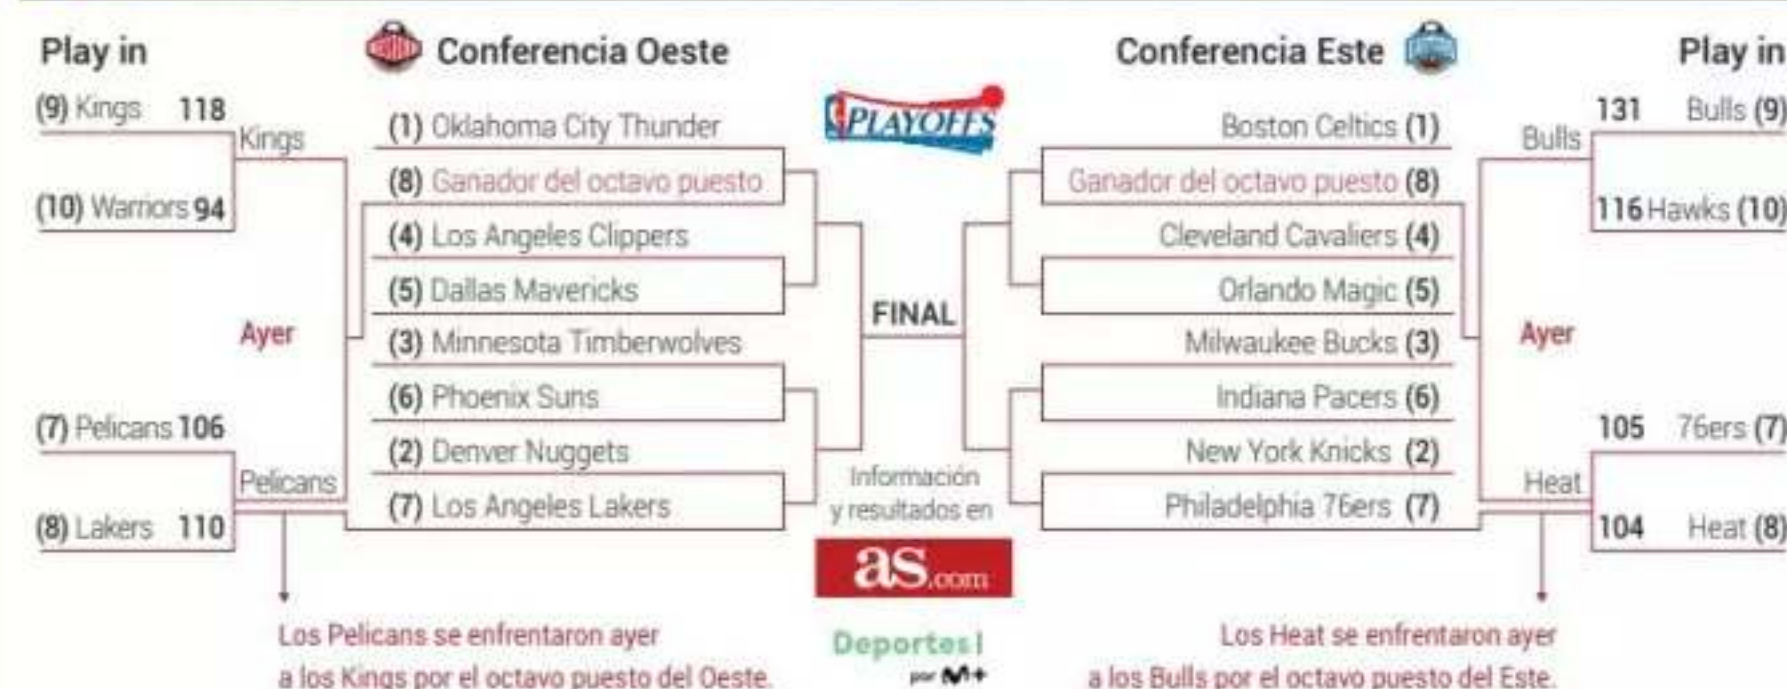 Play in
Conferencia Oeste
(9) Kings 118
Kings
(10) Warriors 94
Ayer
(7) Pelicans 106
Pelicans
(8) Lakers 110
(1) Oklahoma City Thunder
(8) Ganador del octavo puesto
(4) Los Angeles Clippers
(5) Dallas Mavericks
(3) Minnesota Timberwolves
(6) Phoenix Suns
(2) Denver Nuggets
(7) Los Angeles Lakers
Los Pelicans se enfrentaron ayer
a los Kings por el octavo puesto del Oeste.
PLAYOFFS
FINAL
Información
y resultados en
as.com
Deportes
por M+
Conferencia Este
Play in
Boston Celtics (1)
Ganador del octavo puesto (8)
Cleveland Cavaliers (4)
Orlando Magic (5)
Milwaukee Bucks (3)
Indiana Pacers (6)
New York Knicks (2)
Philadelphia 76ers (7)
131 Bulls (9)
Bulls
116 Hawks (10)
Ayer
105 76ers (7)
Heat
104 Heat (8)
Los Heat se enfrentaron ayer
a los Bulls por el octavo puesto del Este.